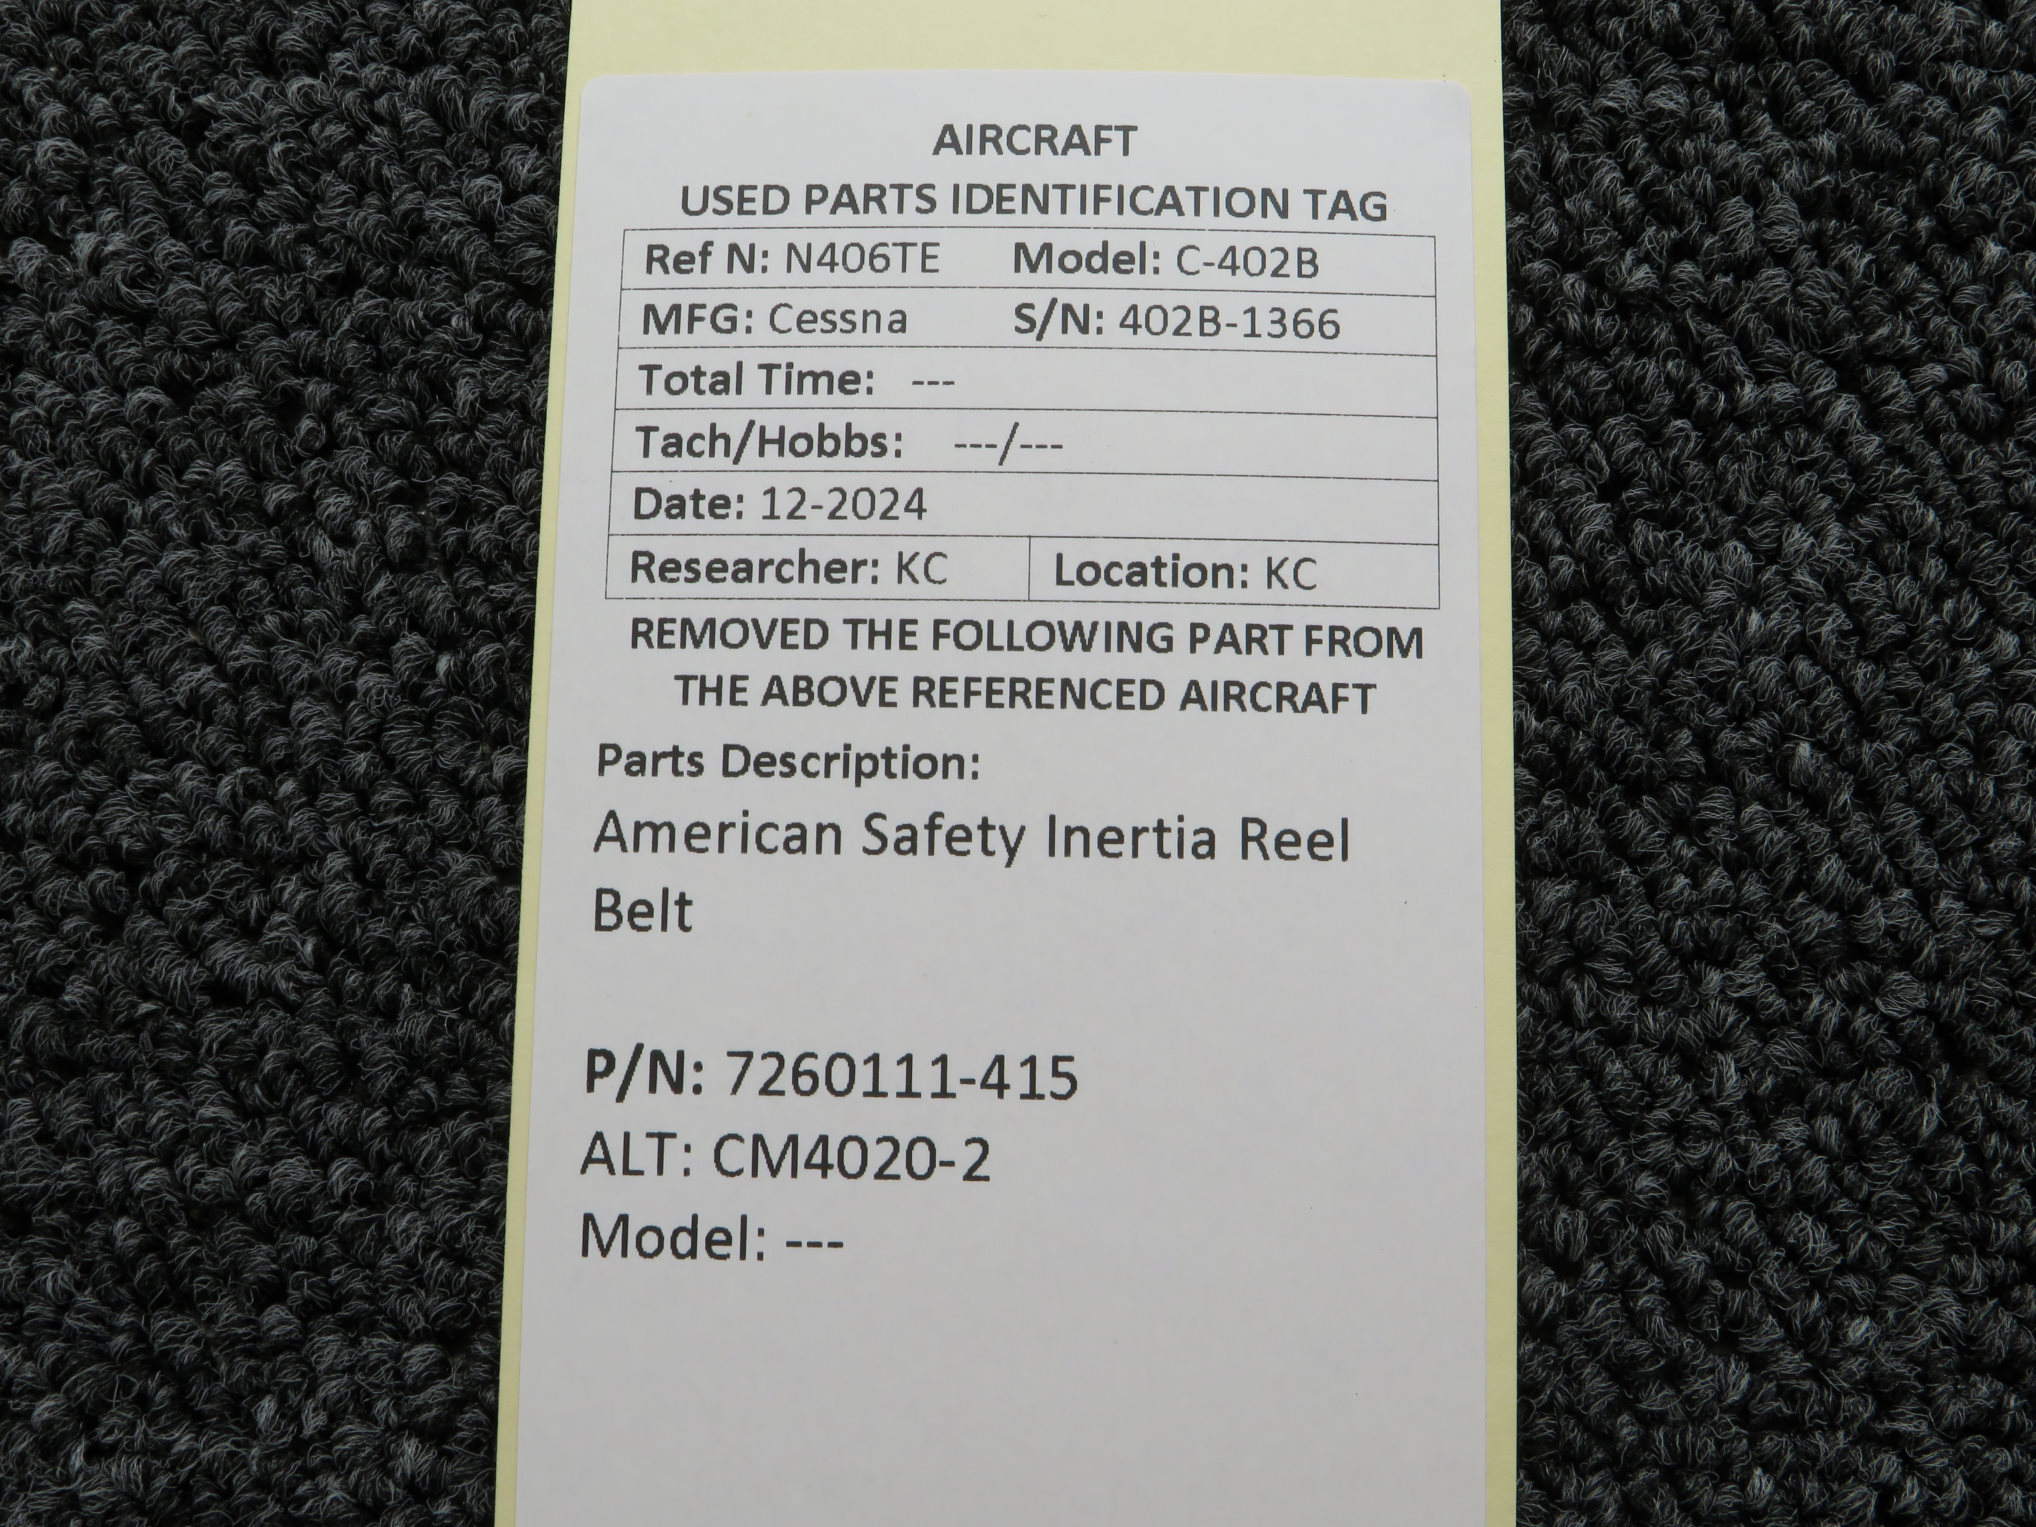 AIRCRAFT
USED PARTS IDENTIFICATION TAG
Ref N: N406TE Model: C-402B
MFG: Cessna S/N: 402B-1366
Total Time: ---
Tach/Hobbs: ---/---
Date: 12-2024
Researcher: KC Location: KC
REMOVED THE FOLLOWING PART FROM
THE ABOVE REFERENCED AIRCRAFT
Parts Description:
American Safety Inertia Reel
Belt
P/N: 7260111-415
ALT: CM4020-2
Model: ---